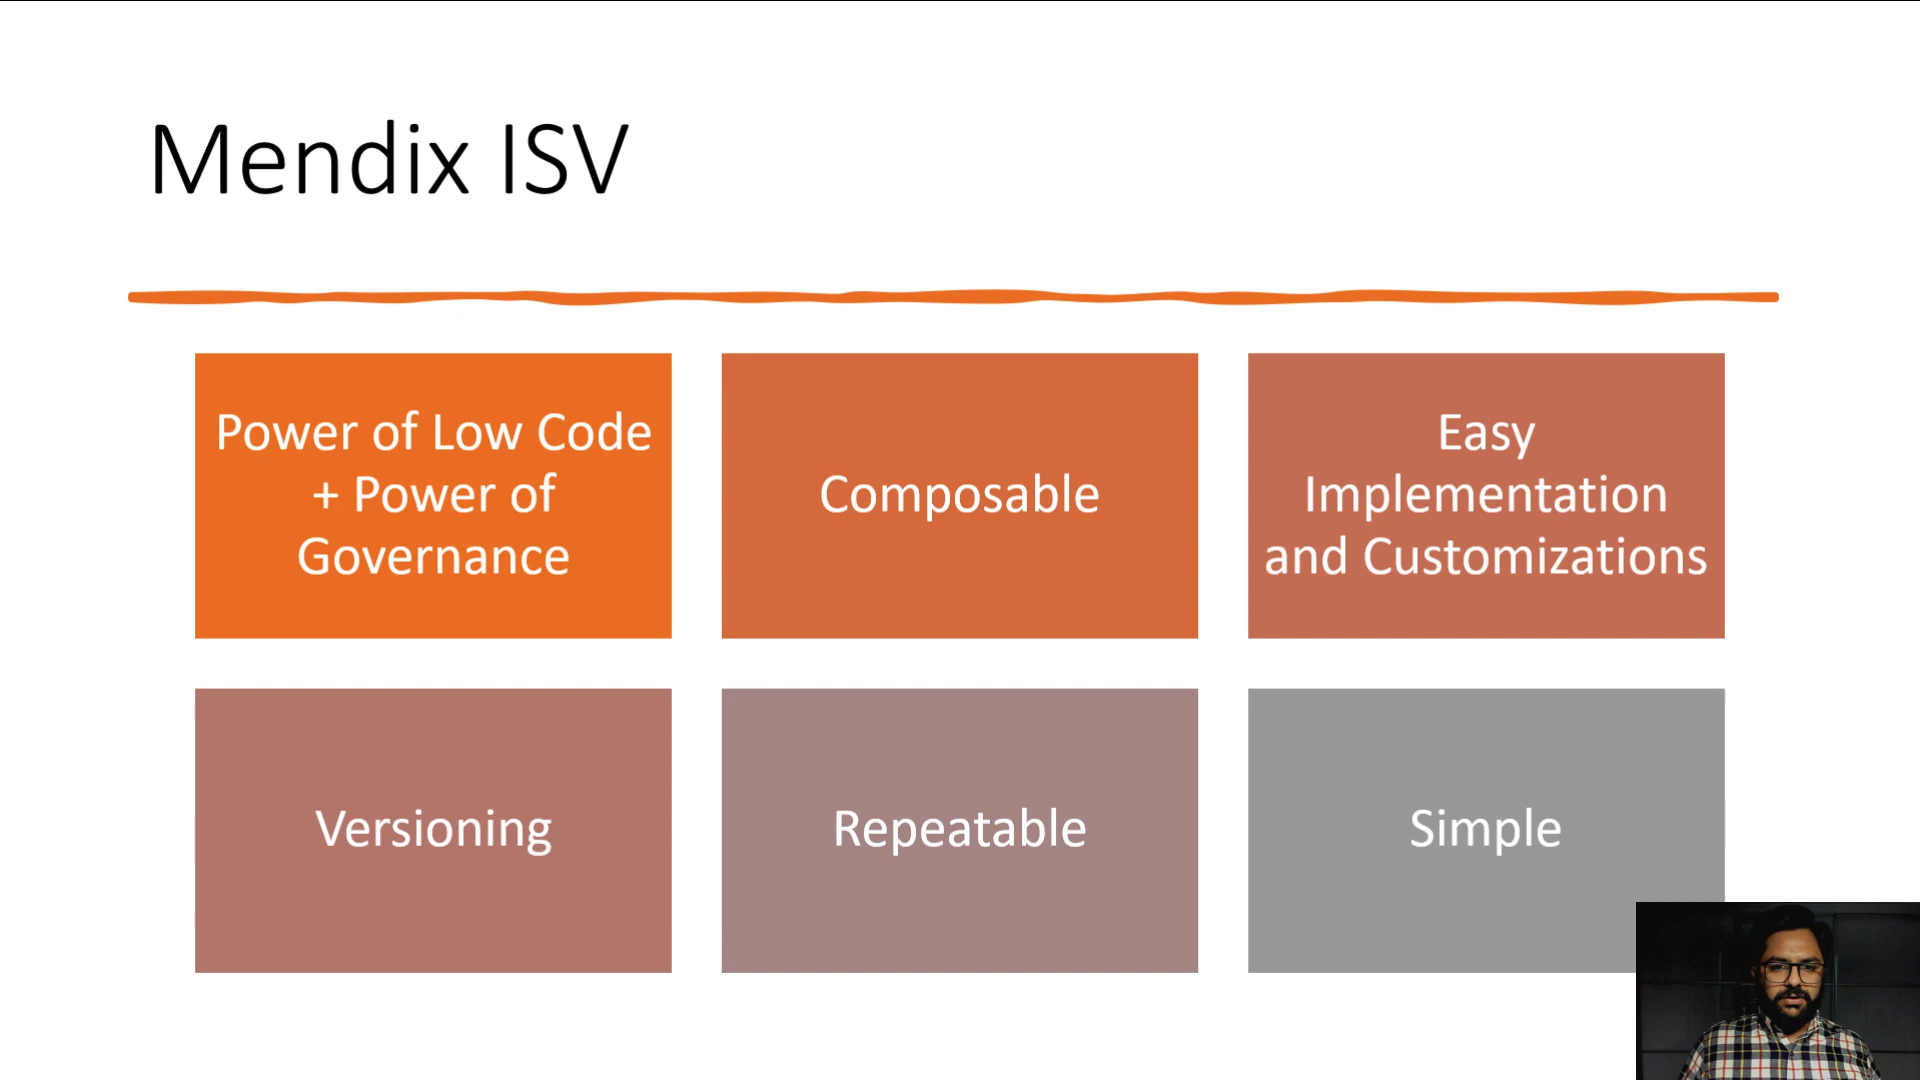 Mendix ISV
Power of Low Code
+ Power of
Governance
Composable
Easy
Implementation
and Customizations
Versioning
Repeatable
Simple